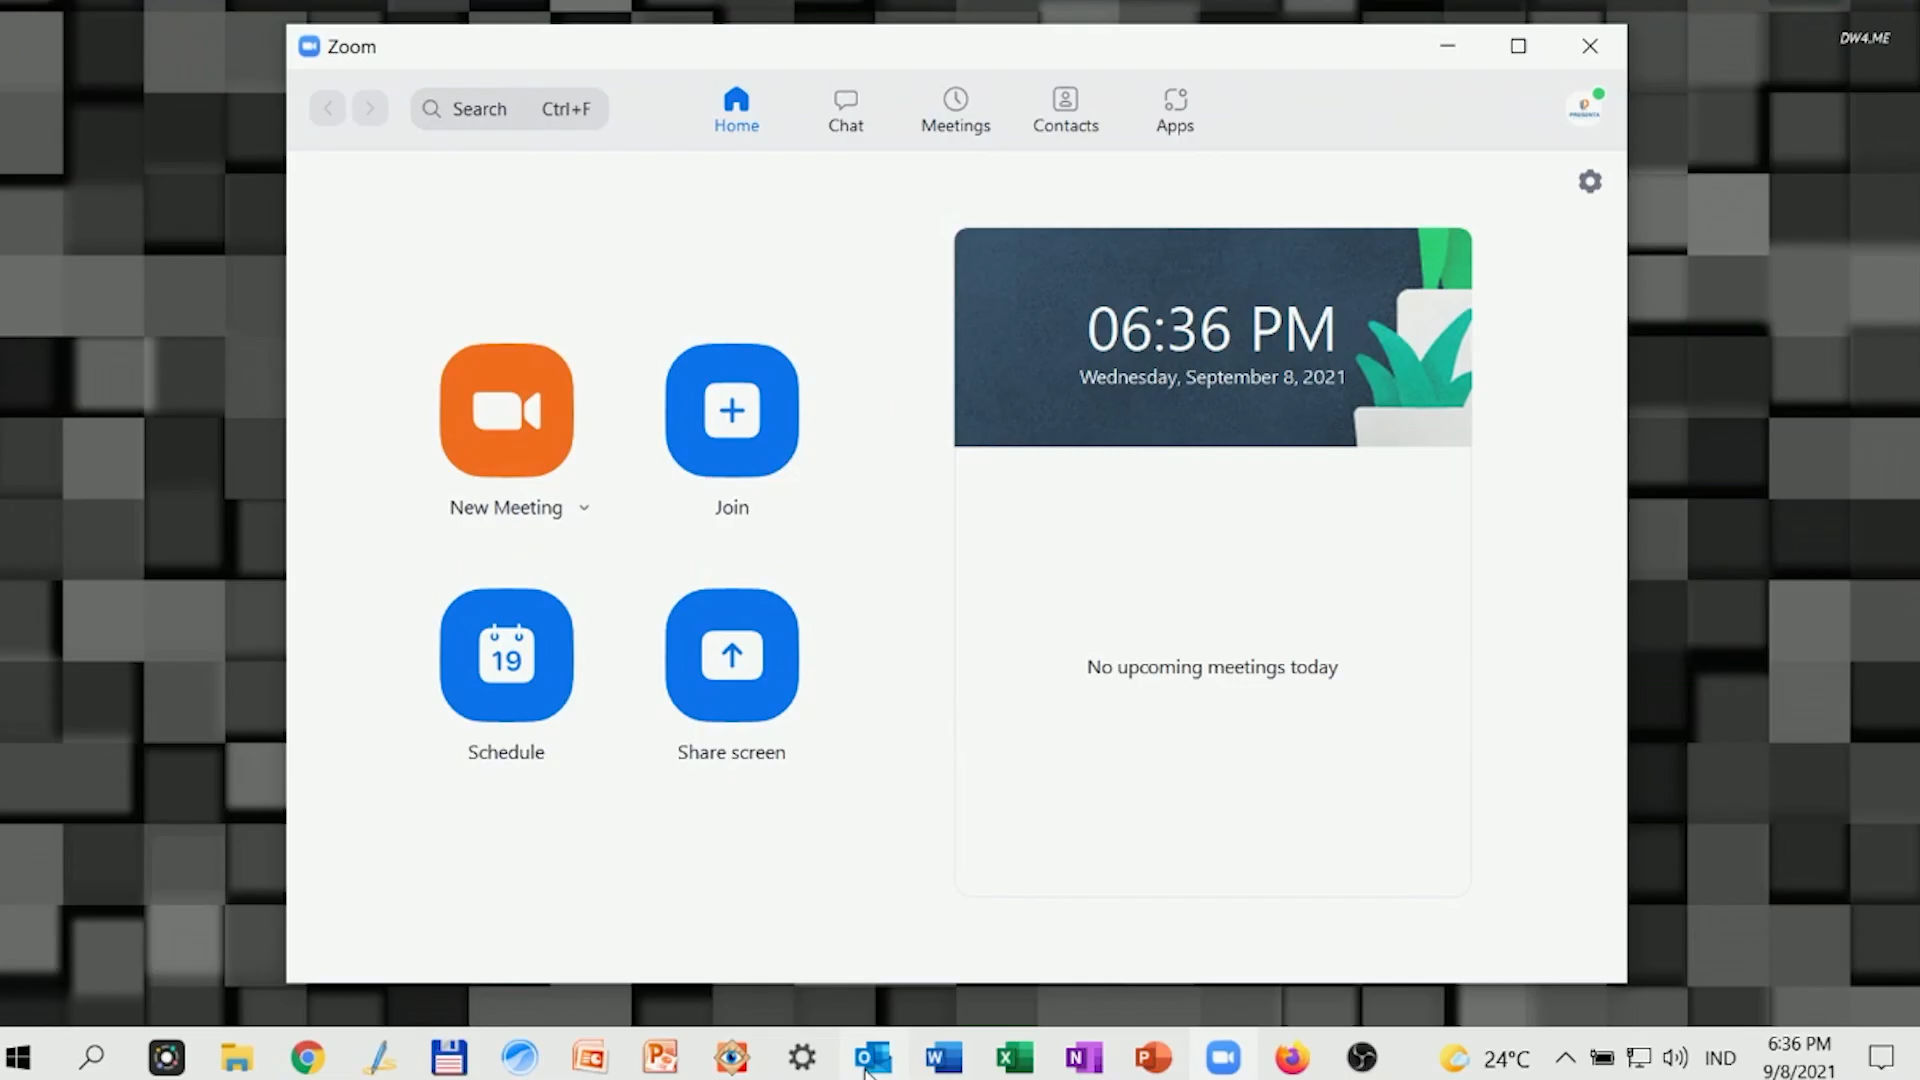 DW4.ME
Zoom
Search Ctrl+F
Home
Chat
Meetings
Contacts
Apps
PRESENTA
06:36 PM
Wednesday, September 8, 2021
New Meeting
Join
19
Schedule
Share screen
No upcoming meetings today
24°C
IND
6:36 PM
9/8/2021